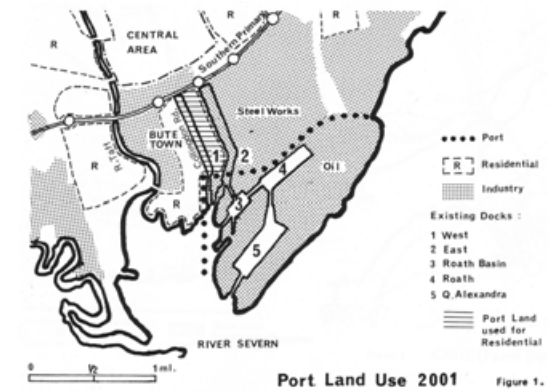 R
R
CENTRAL
AREA
Southern Primary
R
Steel Works
BUTE
TOWN
1
2
4
Oil
R
R
3
5
RIVER SEVERN
0
1/2
1 ml.
Port
R Residential
Industry
Existing Docks :
1 West
2 East
3 Roath Basin
4 Roath
5 Q. Alexandra
Port Land
used for
Residential
Port Land Use 2001
Figure 1.